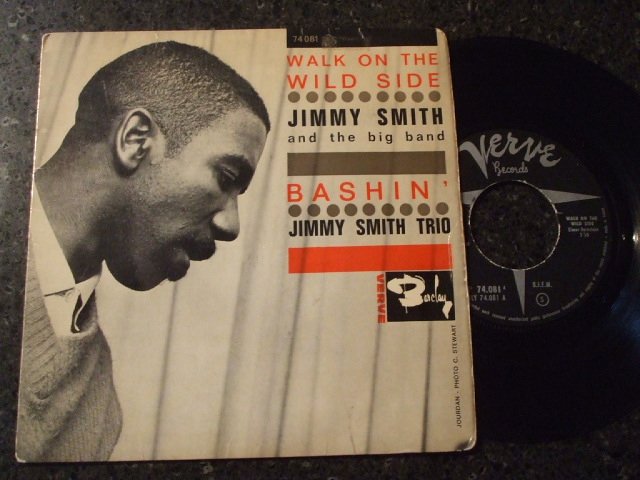 74081
WALK ON THE
WILD SIDE
JIMMY SMITH
and the big band
BASHIN'
JIMMY SMITH TRIO
VERVE
Barclay
JOURDAN - PHOTO C. STEWART
Verve
Records
WALK ON THE
WILD SIDE
74.081
B.I.E.M.
74.081 A
S